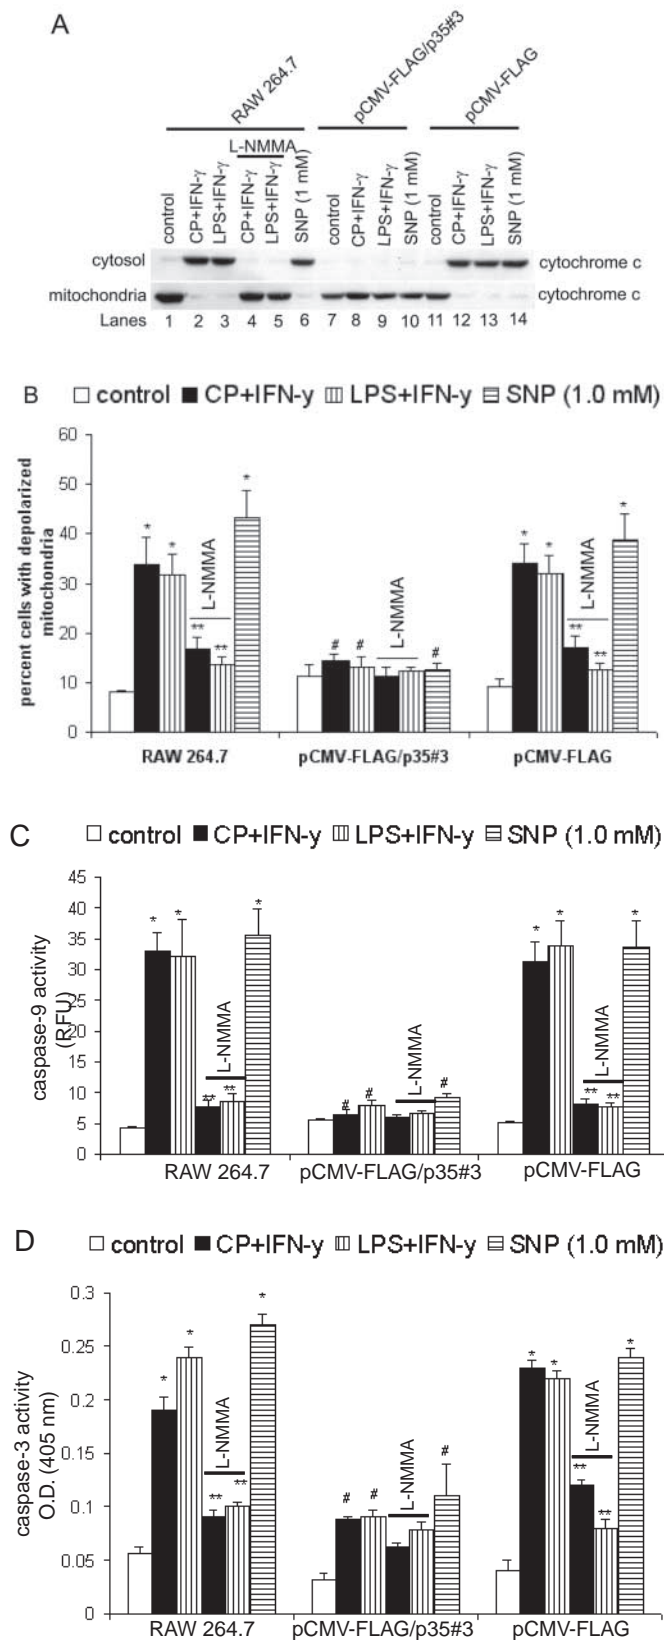 A
RAW 264.7
pCMV-FLAG/p35#3
pCMV-FLAG
L-NMMA
control
CP+IFN-γ
LPS+IFN-γ
CP+IFN-γ
LPS+IFN-γ
SNP (1 mM)
control
CP+IFN-γ
LPS+IFN-γ
SNP (1 mM)
control
CP+IFN-γ
LPS+IFN-γ
SNP (1 mM)
cytosol cytochrome c
mitochondria cytochrome c
Lanes 1 2 3 4 5 6 7 8 9 10 11 12 13 14
B control CP+IFN-y LPS+IFN-y SNP (1.0 mM)
percent cells with depolarized
mitochondria
60
50
40
30
20
10
0
* * ** ** *
L-NMMA
# # #
L-NMMA
* * ** ** *
L-NMMA
RAW 264.7 pCMV-FLAG/p35#3 pCMV-FLAG
C control CP+IFN-y LPS+IFN-y SNP (1.0 mM)
caspase-9 activity
(RFU)
45
40
35
30
25
20
15
10
5
0
* * ** ** *
L-NMMA
# # #
L-NMMA
* * ** ** *
L-NMMA
RAW 264.7 pCMV-FLAG/p35#3 pCMV-FLAG
D control CP+IFN-y LPS+IFN-y SNP (1.0 mM)
caspase-3 activity
O.D. (405 nm)
0.3
0.25
0.2
0.15
0.1
0.05
0
* * ** ** *
L-NMMA
# # #
L-NMMA
* * ** ** *
L-NMMA
RAW 264.7 pCMV-FLAG/p35#3 pCMV-FLAG